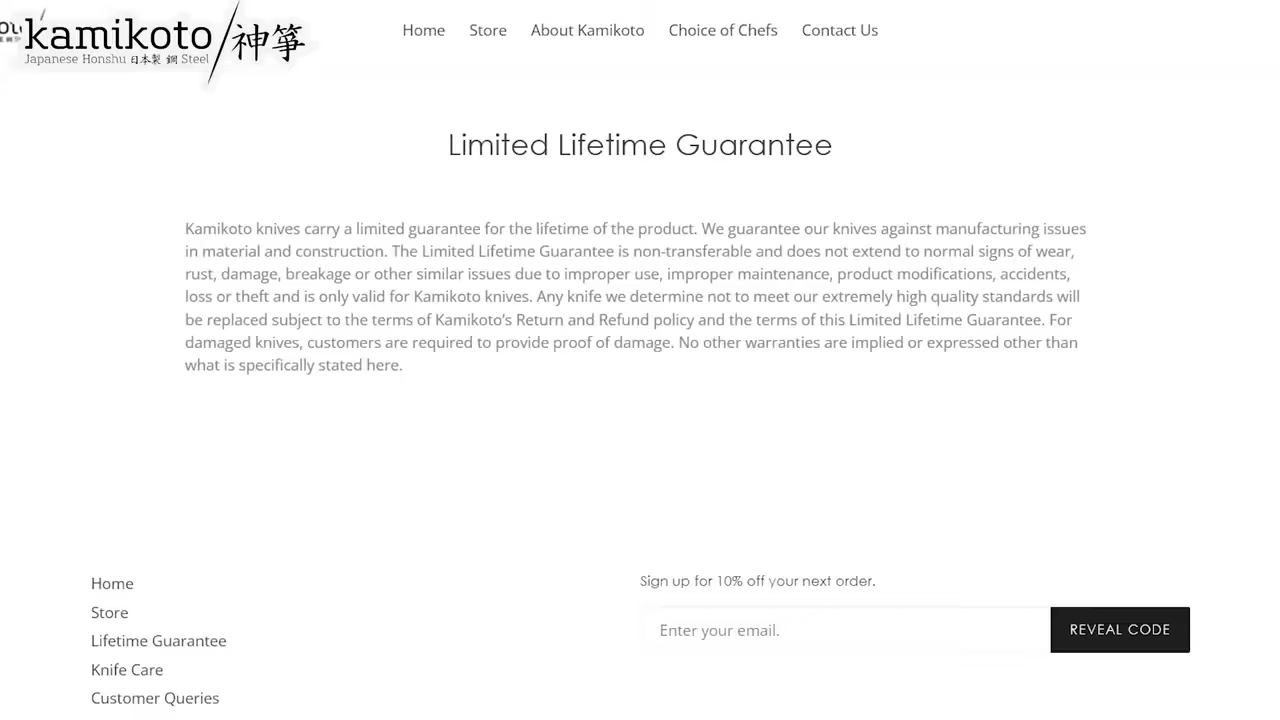 kamikoto 神箏
Japanese Honshu 日本製 鋼 Steel
Home Store About Kamikoto Choice of Chefs Contact Us
Limited Lifetime Guarantee
Kamikoto knives carry a limited guarantee for the lifetime of the product. We guarantee our knives against manufacturing issues
in material and construction. The Limited Lifetime Guarantee is non-transferable and does not extend to normal signs of wear,
rust, damage, breakage or other similar issues due to improper use, improper maintenance, product modifications, accidents,
loss or theft and is only valid for Kamikoto knives. Any knife we determine not to meet our extremely high quality standards will
be replaced subject to the terms of Kamikoto’s Return and Refund policy and the terms of this Limited Lifetime Guarantee. For
damaged knives, customers are required to provide proof of damage. No other warranties are implied or expressed other than
what is specifically stated here.
Home
Store
Lifetime Guarantee
Knife Care
Customer Queries
Sign up for 10% off your next order.
Enter your email. REVEAL CODE